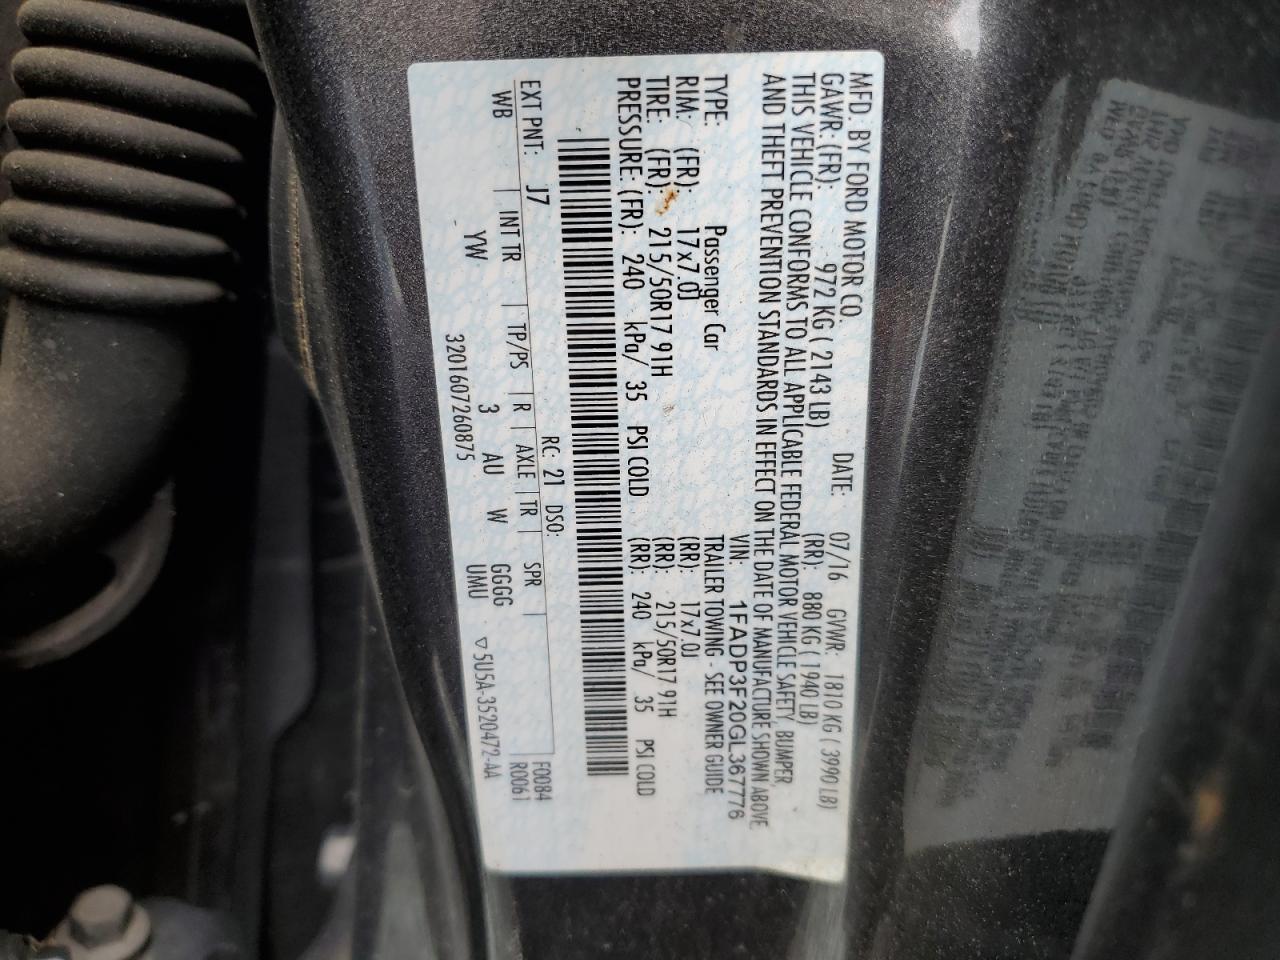 MFD. BY FORD MOTOR CO.
DATE: 07/16 GVWR: 1810 KG ( 3990 LB)
GAWR: (FR): 972 KG ( 2143 LB) (RR): 880 KG ( 1940 LB)
THIS VEHICLE CONFORMS TO ALL APPLICABLE FEDERAL MOTOR VEHICLE SAFETY, BUMPER,
AND THEFT PREVENTION STANDARDS IN EFFECT ON THE DATE OF MANUFACTURE SHOWN ABOVE.
VIN: 1FADP3F20GL367776
TYPE: Passenger Car TRAILER TOWING - SEE OWNER GUIDE
RIM: (FR): 17x7.0J (RR): 17x7.0J
TIRE: (FR): 215/50R17 91H (RR): 215/50R17 91H
PRESSURE: (FR): 240 kPa/ 35 PSI COLD (RR): 240 kPa/ 35 PSI COLD
F0084
R0061
EXT PNT: J7 RC: 21 DSO:
WB | INT TR | TP/PS | R | AXLE | TR | SPR |
YW 3 AU W GGGG
UMU
3201607260875 ▽5U5A-3520472-AA